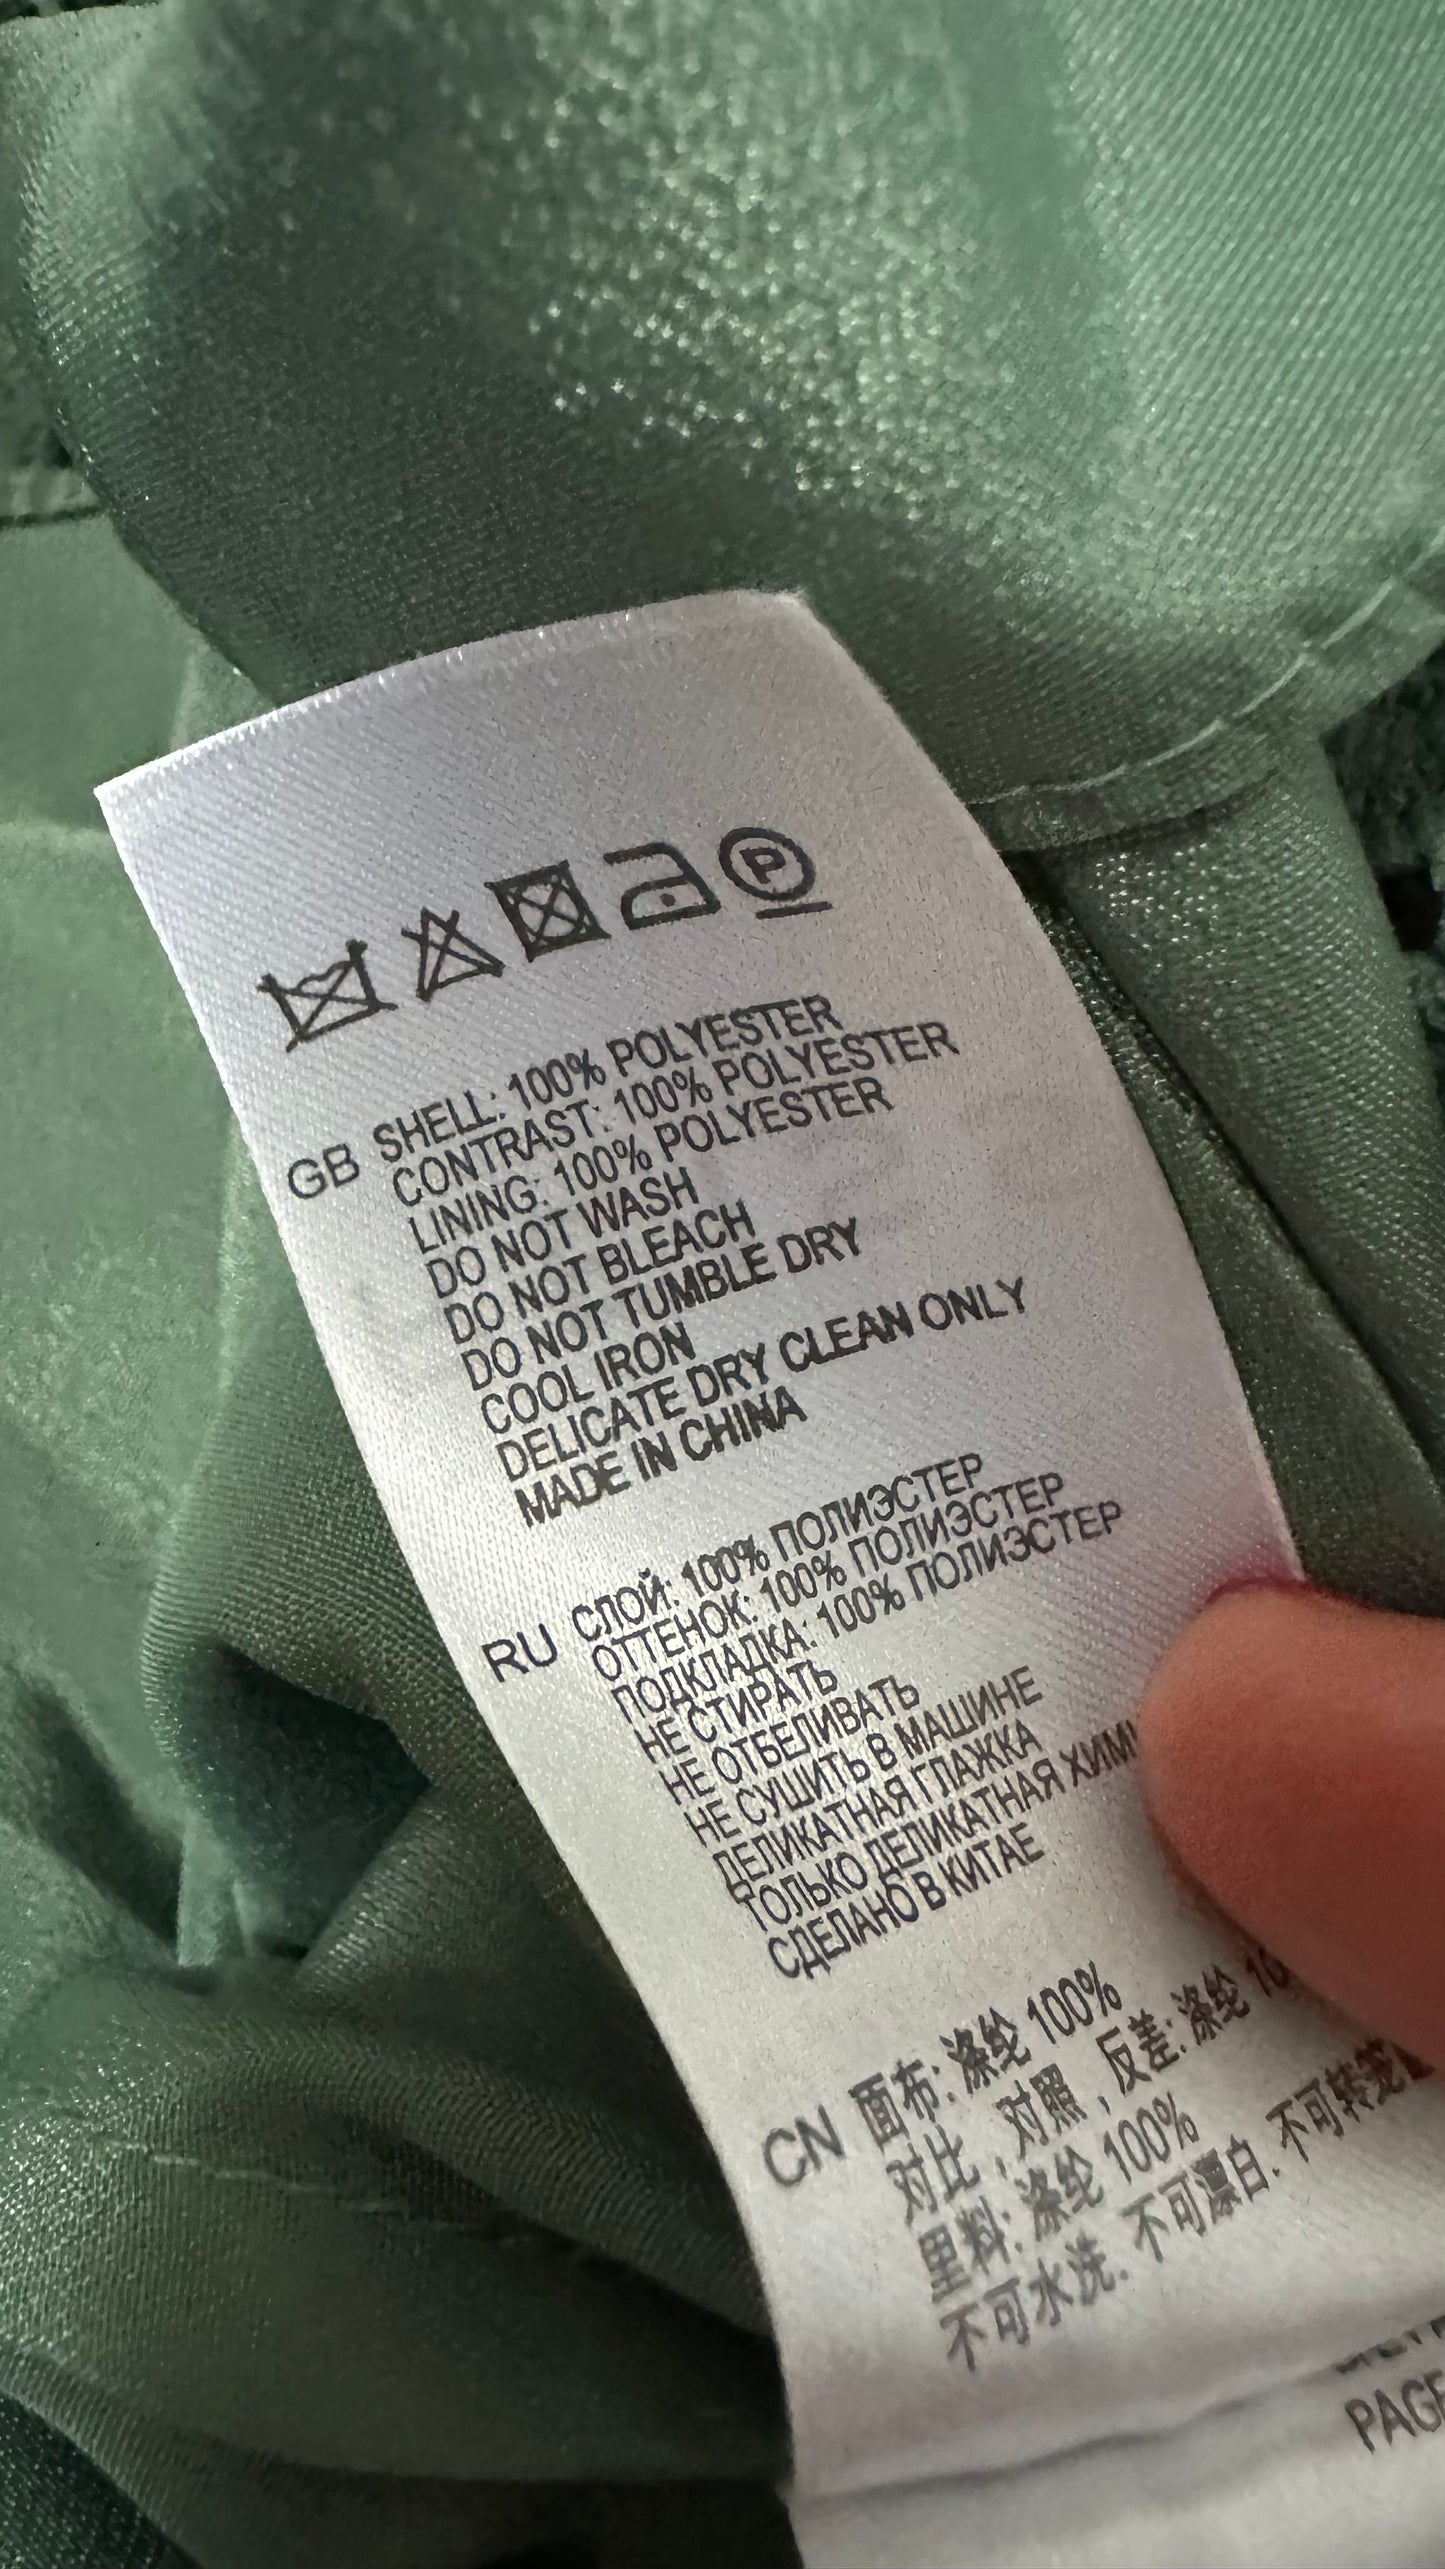 P
GB SHELL: 100% POLYESTER
CONTRAST: 100% POLYESTER
LINING: 100% POLYESTER
DO NOT WASH
DO NOT BLEACH
DO NOT TUMBLE DRY
COOL IRON
DELICATE DRY CLEAN ONLY
MADE IN CHINA
RU СЛОЙ: 100% ПОЛИЭСТЕР
ОТТЕНОК: 100% ПОЛИЭСТЕР
ПОДКЛАДКА: 100% ПОЛИЭСТЕР
НЕ СТИРАТЬ
НЕ ОТБЕЛИВАТЬ
НЕ СУШИТЬ В МАШИНЕ
ДЕЛИКАТНАЯ ГЛАЖКА
ТОЛЬКО ДЕЛИКАТНАЯ ХИМ
СДЕЛАНО В КИТАЕ
CN 面布: 涤纶 100%
对比, 对照, 反差: 涤纶 10
里料: 涤纶 100%
不可水洗. 不可漂白. 不可转笼
PAGE